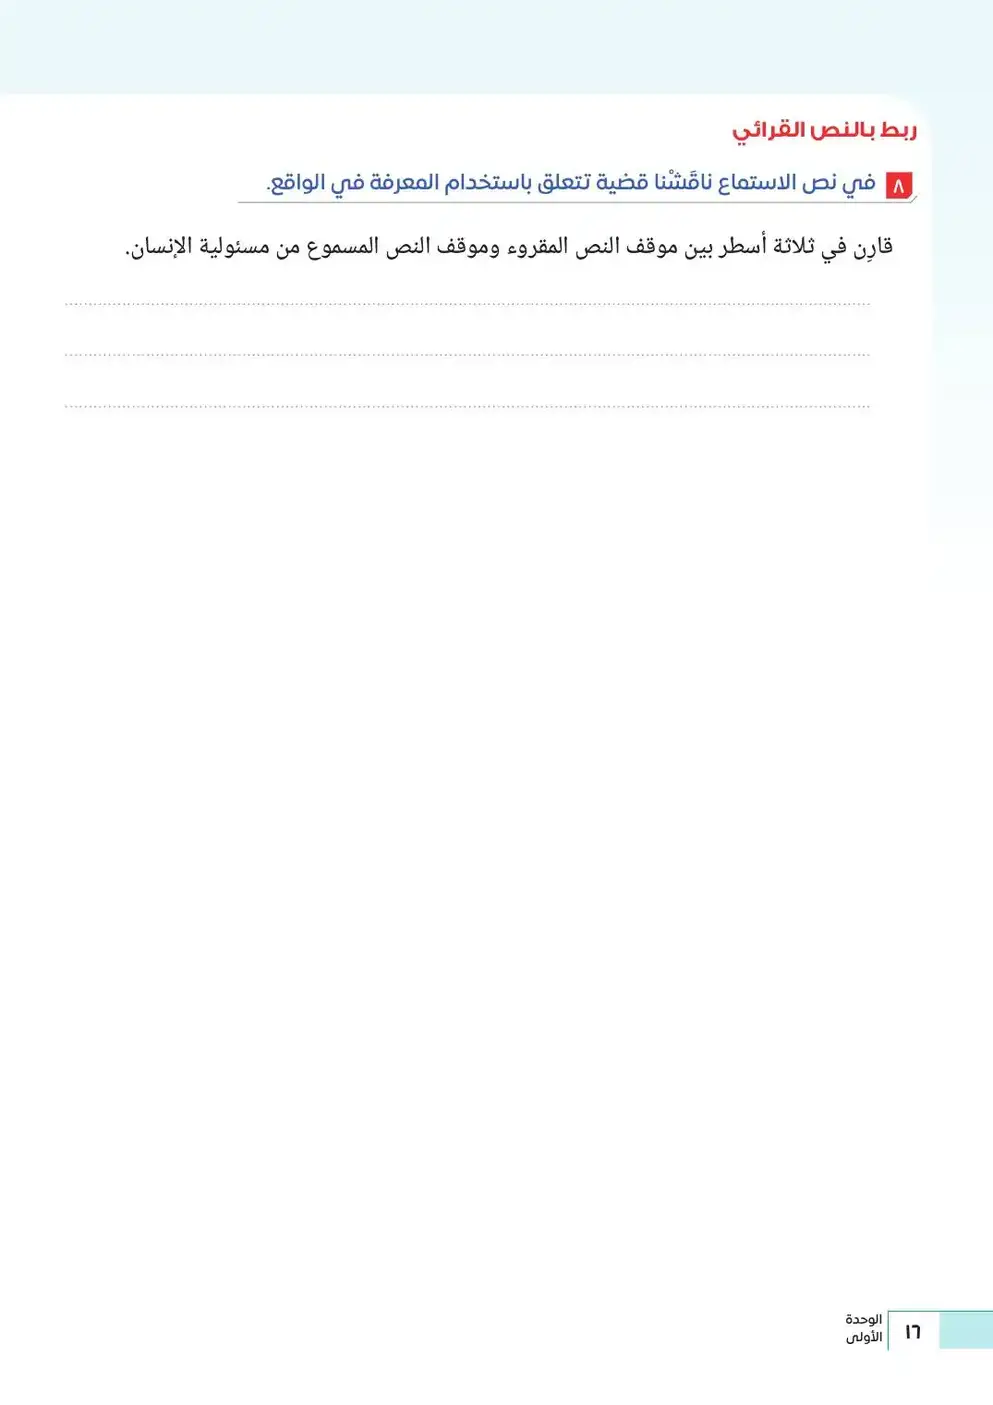 ربط بالنص القرائي
٨ في نص الاستماع ناقَشْنا قضية تتعلق باستخدام المعرفة في الواقع.
قارِن في ثلاثة أسطر بين موقف النص المقروء وموقف النص المسموع من مسئولية الإنسان.
١٦ الوحدة
الأولى